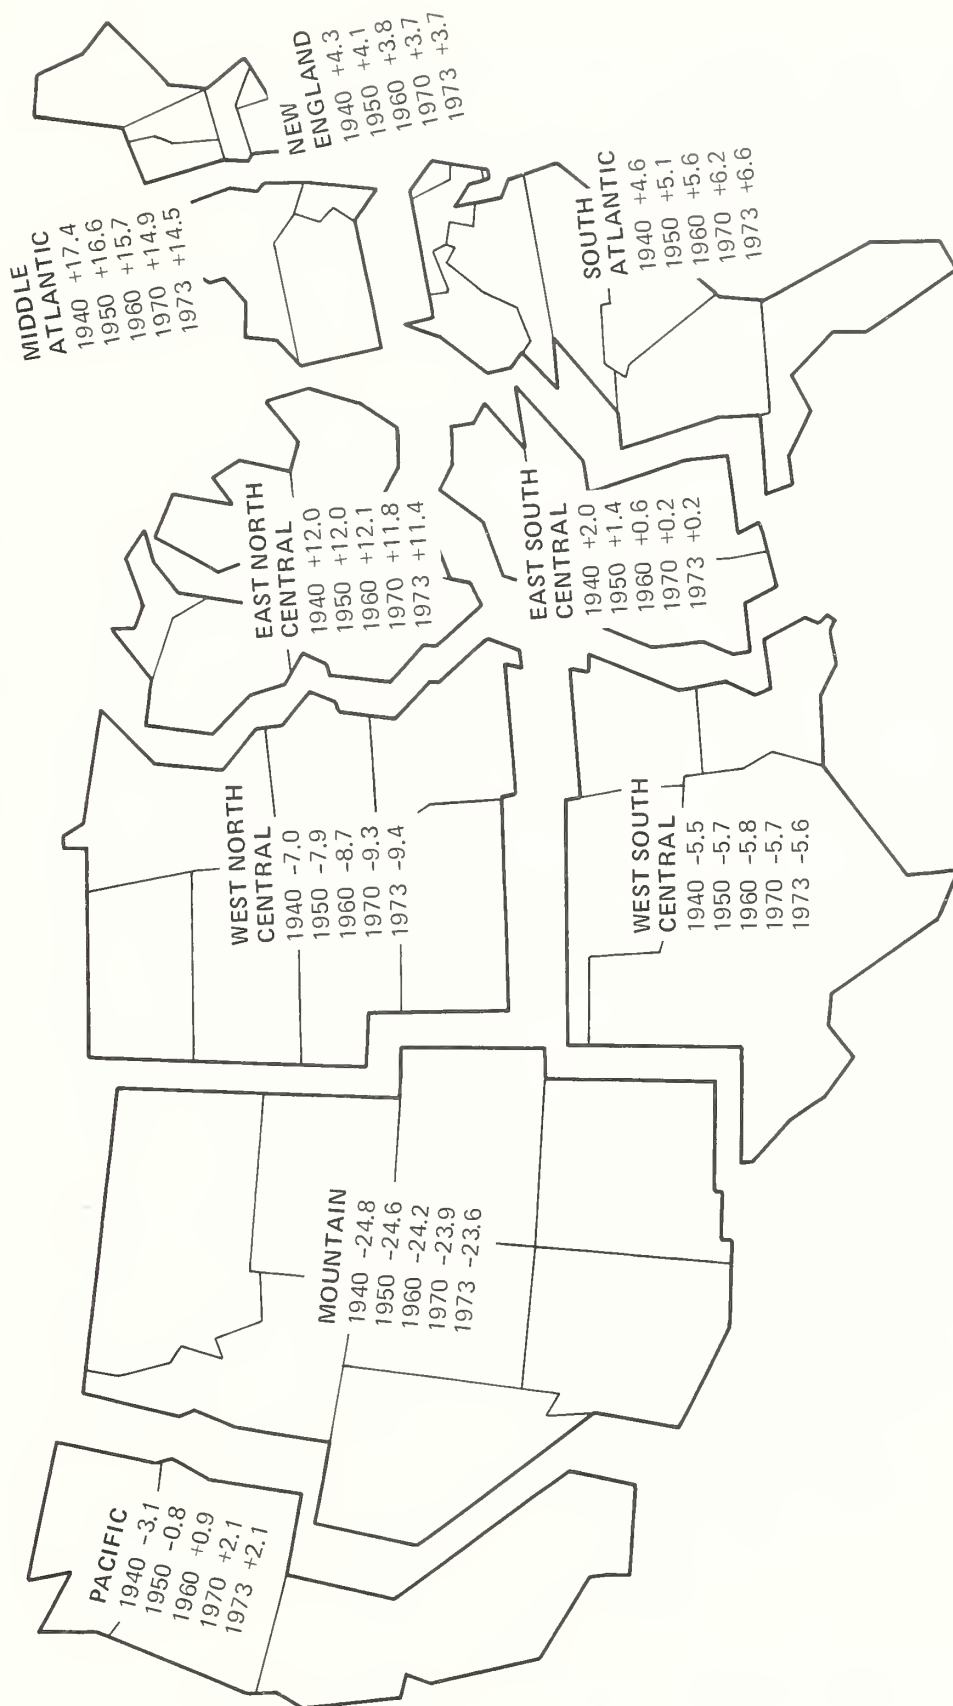 PACIFIC
1940 -3.1
1950 -0.8
1960 +0.9
1970 +2.1
1973 +2.1
MOUNTAIN
1940 -24.8
1950 -24.6
1960 -24.2
1970 -23.9
1973 -23.6
WEST NORTH
CENTRAL
1940 -7.0
1950 -7.9
1960 -8.7
1970 -9.3
1973 -9.4
WEST SOUTH
CENTRAL
1940 -5.5
1950 -5.7
1960 -5.8
1970 -5.7
1973 -5.6
EAST NORTH
CENTRAL
1940 +12.0
1950 +12.0
1960 +12.1
1970 +11.8
1973 +11.4
EAST SOUTH
CENTRAL
1940 +2.0
1950 +1.4
1960 +0.6
1970 +0.2
1973 +0.2
MIDDLE
ATLANTIC
1940 +17.4
1950 +16.6
1960 +15.7
1970 +14.9
1973 +14.5
SOUTH
ATLANTIC
1940 +4.6
1950 +5.1
1960 +5.6
1970 +6.2
1973 +6.6
NEW
ENGLAND
1940 +4.3
1950 +4.1
1960 +3.8
1970 +3.7
1973 +3.7